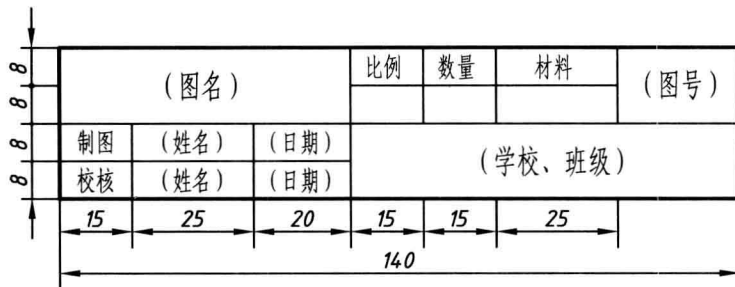 8 (图名) 比例 数量 材料 (图号)
8
8 制图 (姓名) (日期) (学校、班级)
8 校核 (姓名) (日期)
15 25 20 15 15 25
140